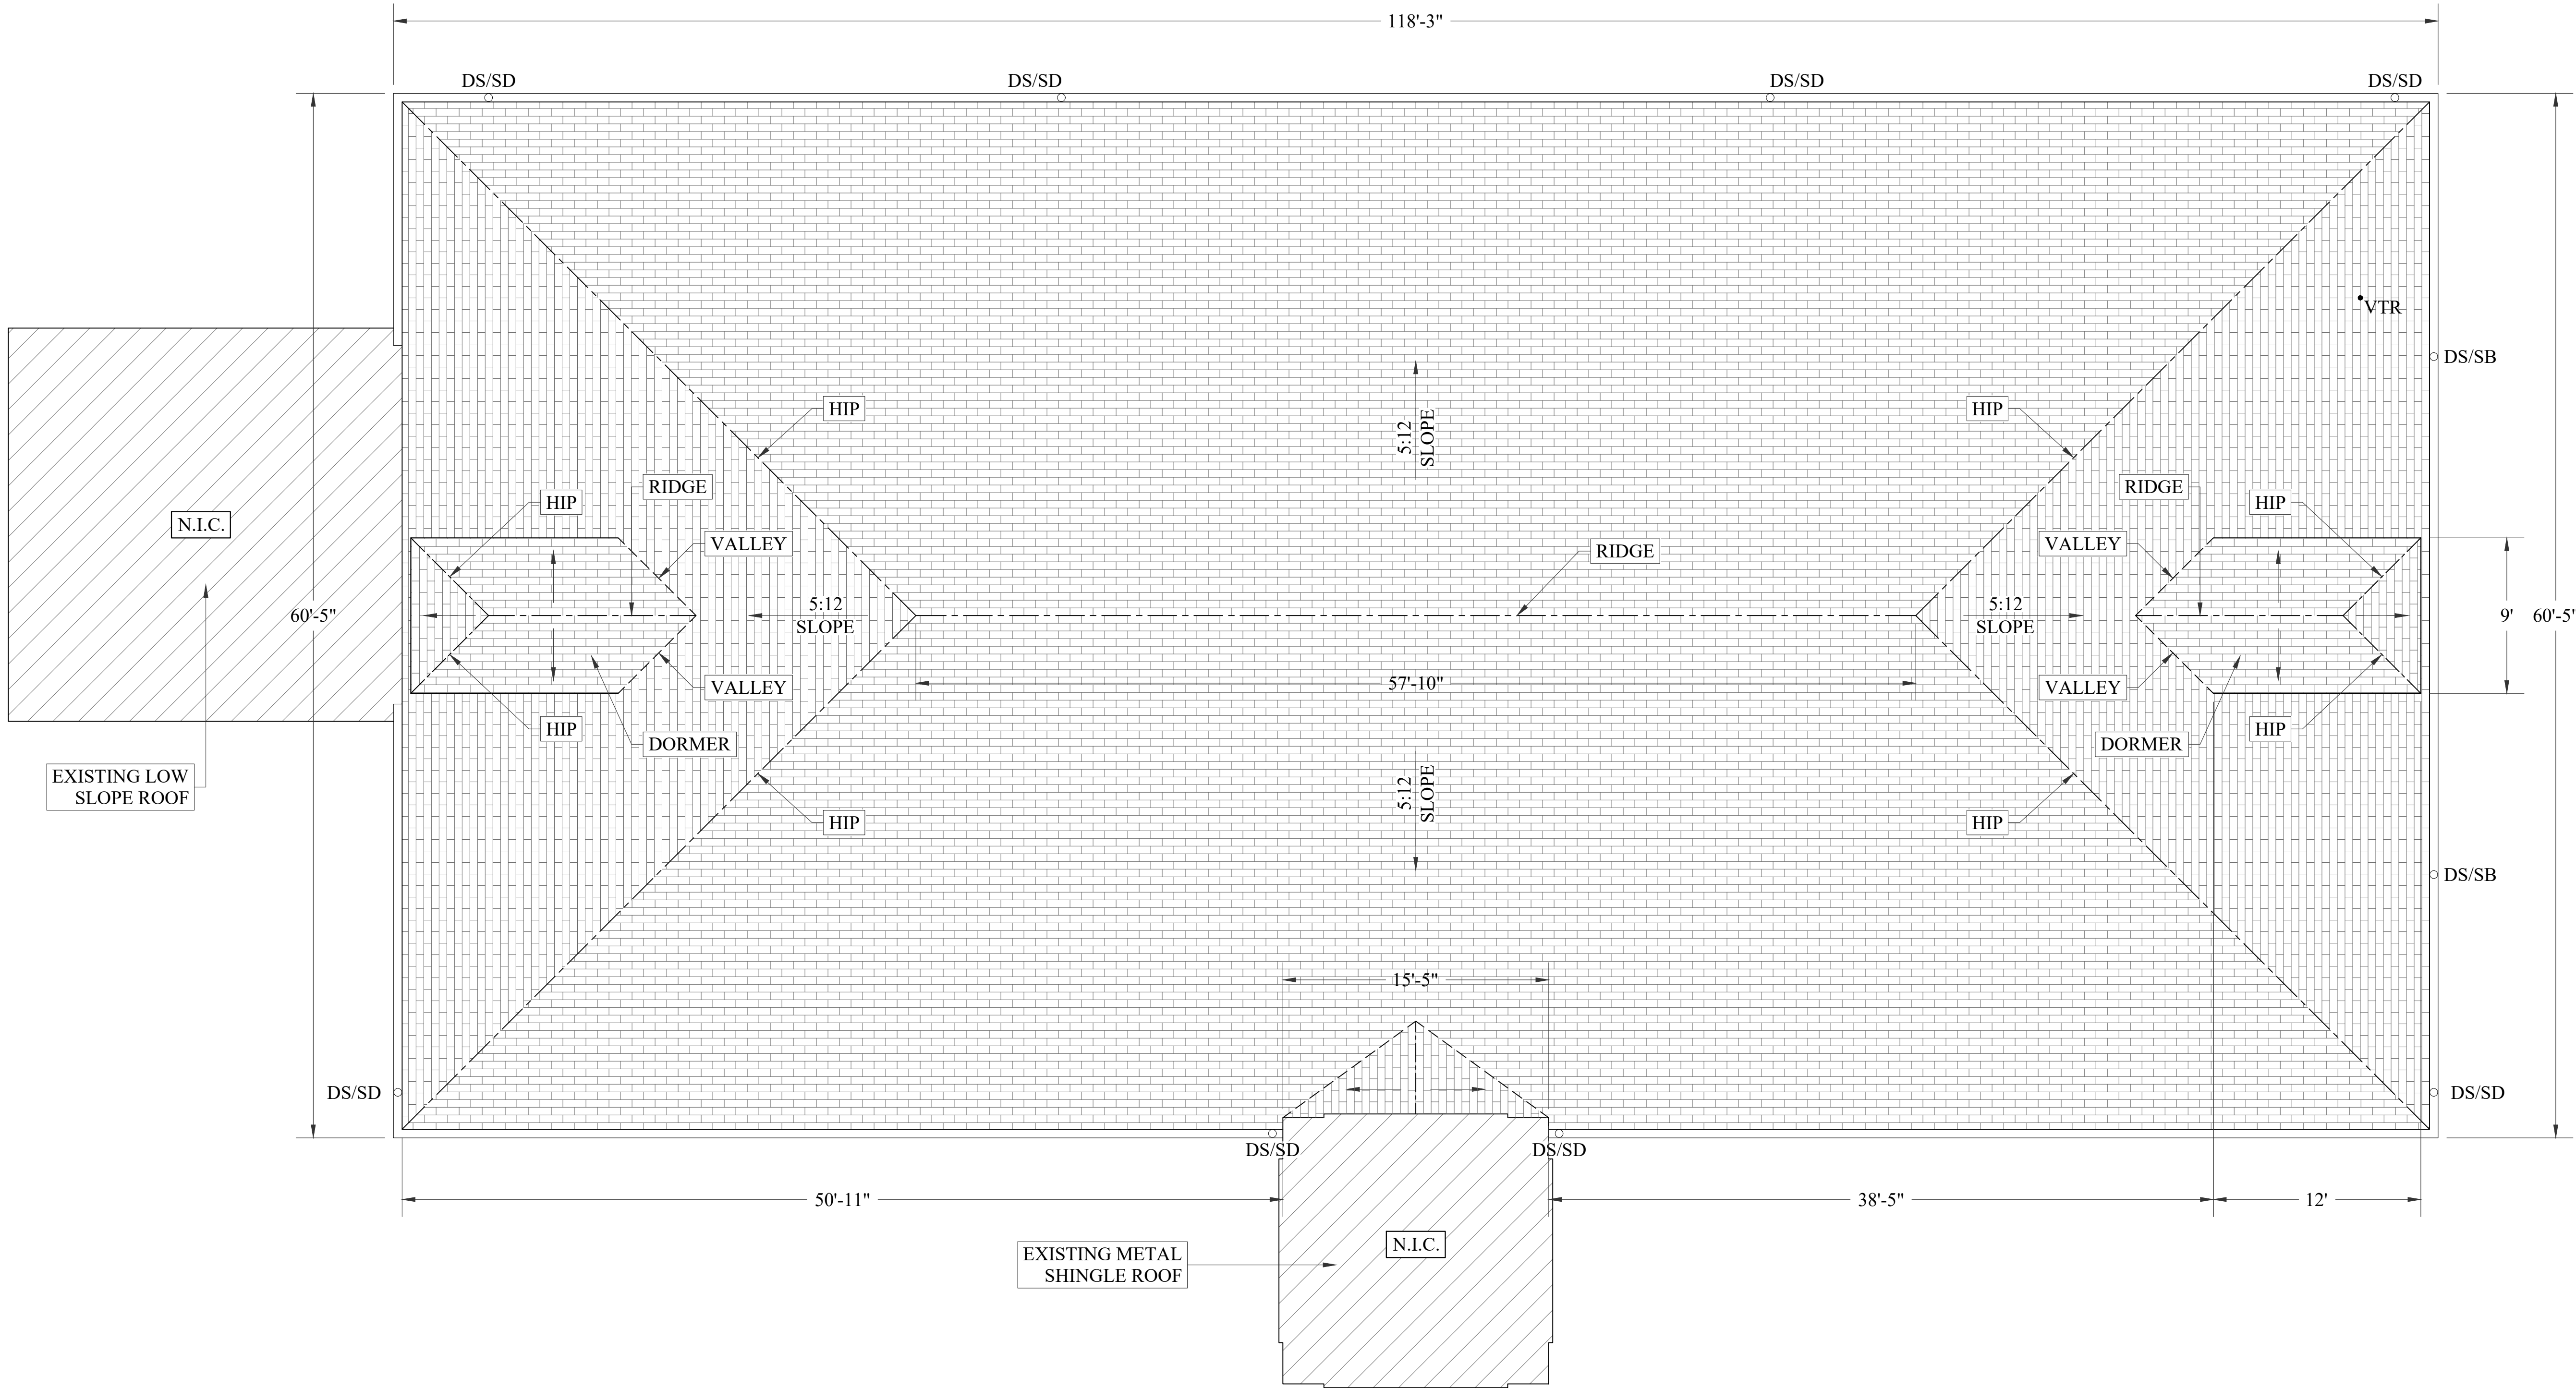 118'-3"
DS/SD
DS/SD
DS/SD
DS/SD
VTR
DS/SB
HIP
HIP
5:12
SLOPE
RIDGE
RIDGE
HIP
HIP
N.I.C.
VALLEY
VALLEY
RIDGE
60'-5"
5:12
SLOPE
5:12
SLOPE
9'
60'-5"
57'-10"
VALLEY
VALLEY
HIP
HIP
DORMER
DORMER
EXISTING LOW
SLOPE ROOF
5:12
SLOPE
HIP
HIP
DS/SB
15'-5"
DS/SD
DS/SD
DS/SD
DS/SD
50'-11"
38'-5"
12'
N.I.C.
EXISTING METAL
SHINGLE ROOF